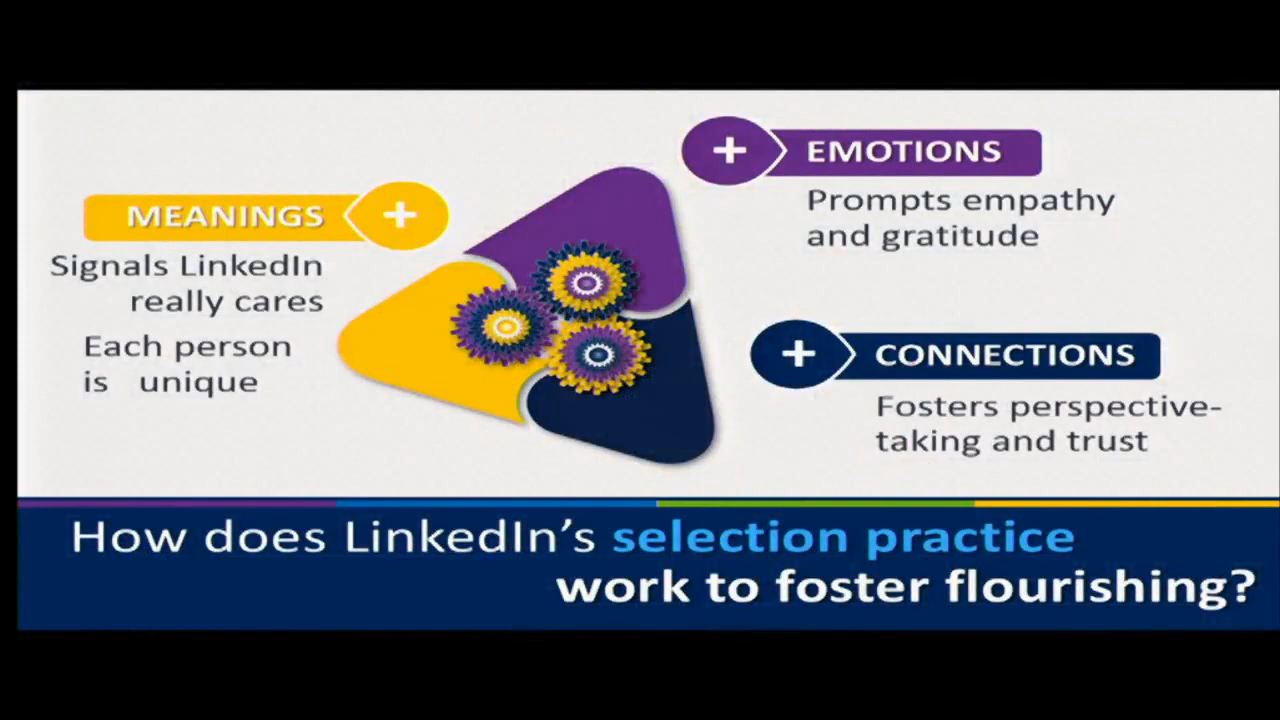 MEANINGS
Signals LinkedIn
really cares
Each person
is unique
EMOTIONS
Prompts empathy
and gratitude
CONNECTIONS
Fosters perspective-
taking and trust
How does LinkedIn's selection practice
work to foster flourishing?